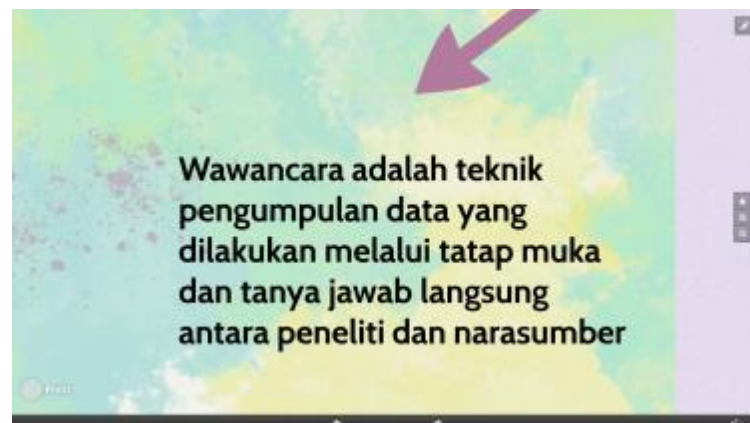 Wawancara adalah teknik
pengumpulan data yang
dilakukan melalui tatap muka
dan tanya jawab langsung
antara peneliti dan narasumber